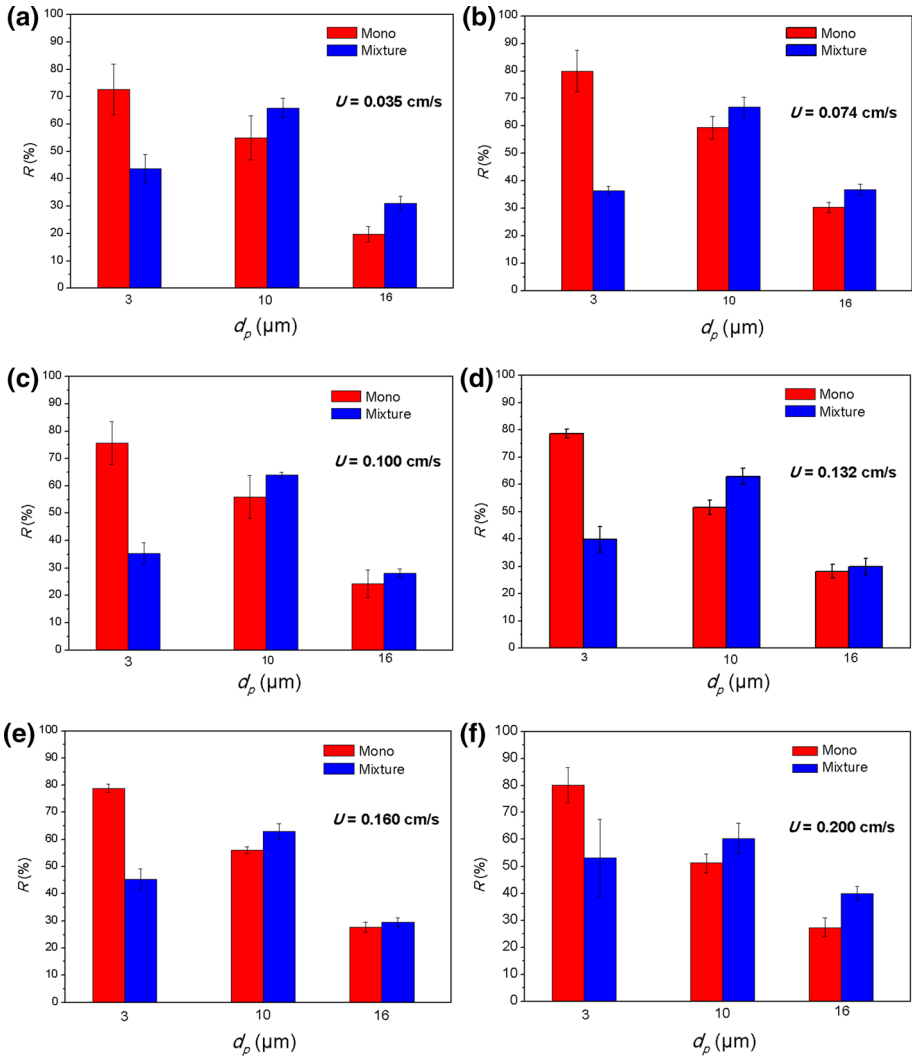 (a)
100
90
80
70
60
50
40
30
20
10
0
R (%)
Mono
Mixture
U = 0.035 cm/s
3
10
16
dp (μm)
(b)
100
90
80
70
60
50
40
30
20
10
0
R (%)
Mono
Mixture
U = 0.074 cm/s
3
10
16
dp (μm)
(c)
100
90
80
70
60
50
40
30
20
10
0
R (%)
Mono
Mixture
U = 0.100 cm/s
3
10
16
dp (μm)
(d)
100
90
80
70
60
50
40
30
20
10
0
R (%)
Mono
Mixture
U = 0.132 cm/s
3
10
16
dp (μm)
(e)
100
90
80
70
60
50
40
30
20
10
0
R (%)
Mono
Mixture
U = 0.160 cm/s
3
10
16
dp (μm)
(f)
100
90
80
70
60
50
40
30
20
10
0
R (%)
Mono
Mixture
U = 0.200 cm/s
3
10
16
dp (μm)